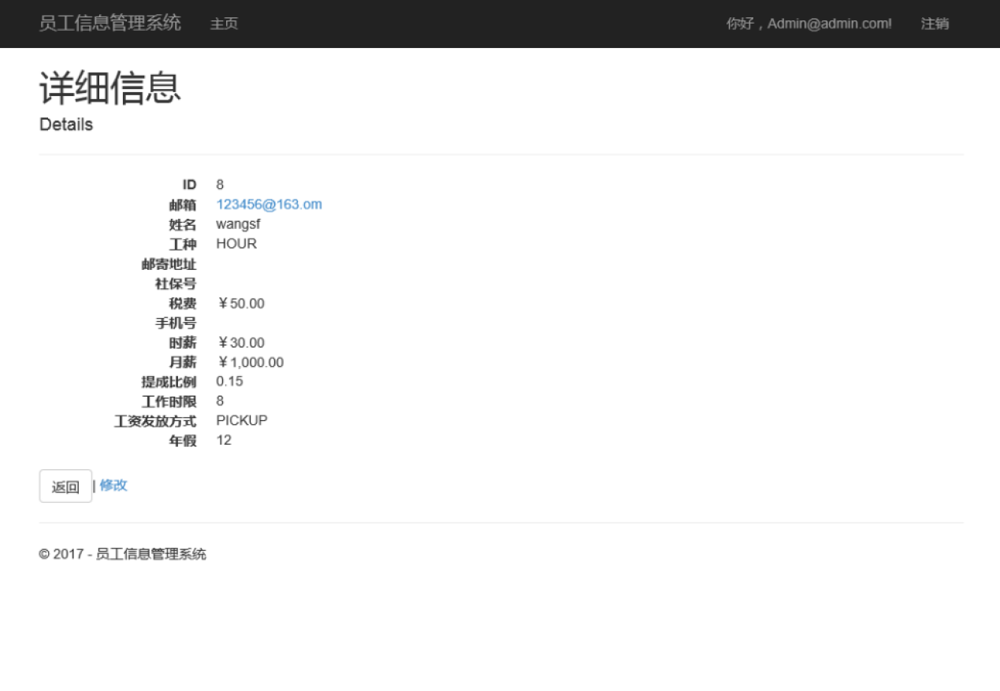 员工信息管理系统 主页 你好，Admin@admin.com! 注销
详细信息
Details
ID 8
邮箱 123456@163.om
姓名 wangsf
工种 HOUR
邮寄地址
社保号
税费 ￥50.00
手机号
时薪 ￥30.00
月薪 ￥1,000.00
提成比例 0.15
工作时限 8
工资发放方式 PICKUP
年假 12
返回 | 修改
© 2017 - 员工信息管理系统